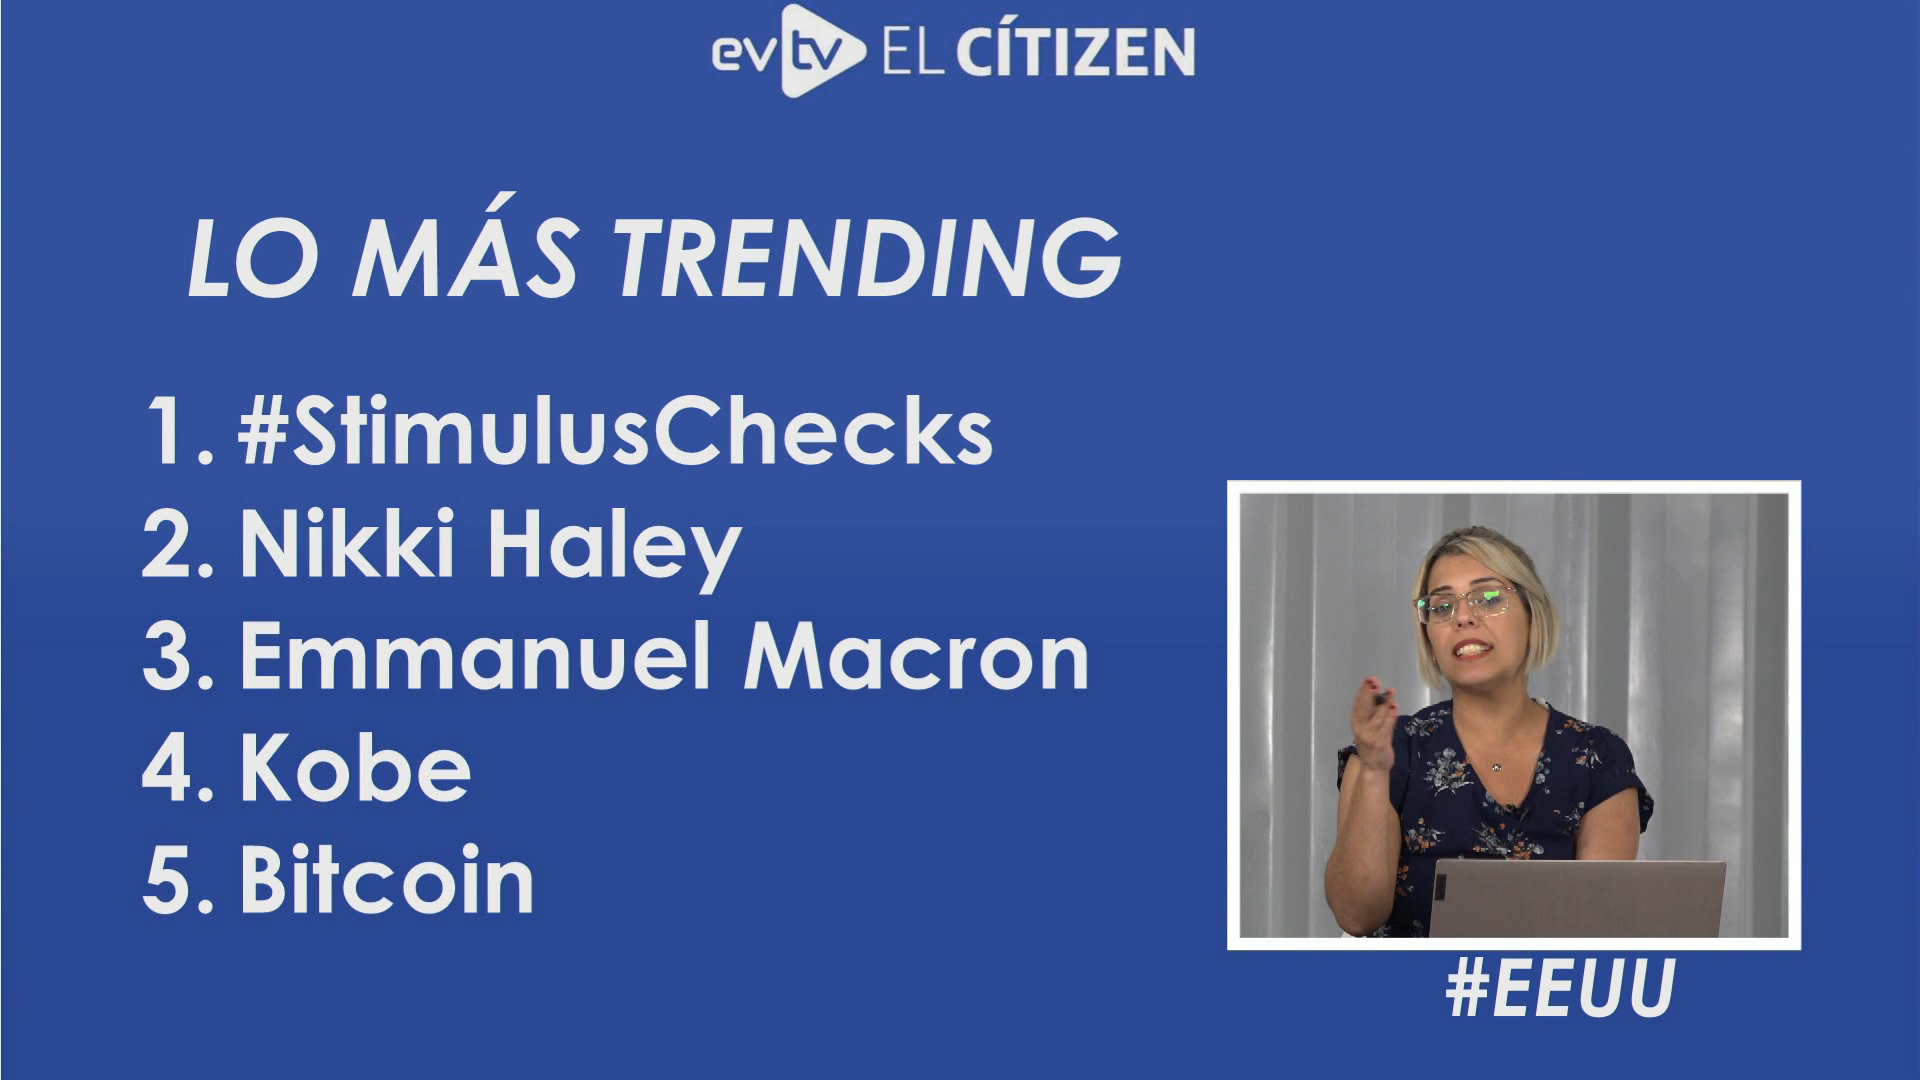 evtv EL CÍTIZEN
LO MÁS TRENDING
1. #StimulusChecks
2. Nikki Haley
3. Emmanuel Macron
4. Kobe
5. Bitcoin
#EEUU